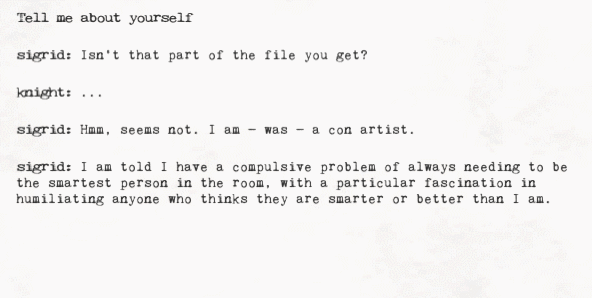 Tell me about yourself
sigrid: Isn't that part of the file you get?
knight: ...
sigrid: Hmm, seems not. I am — was — a con artist.
sigrid: I am told I have a compulsive problem of always needing to be
the smartest person in the room, with a particular fascination in
humiliating anyone who thinks they are smarter or better than I am.